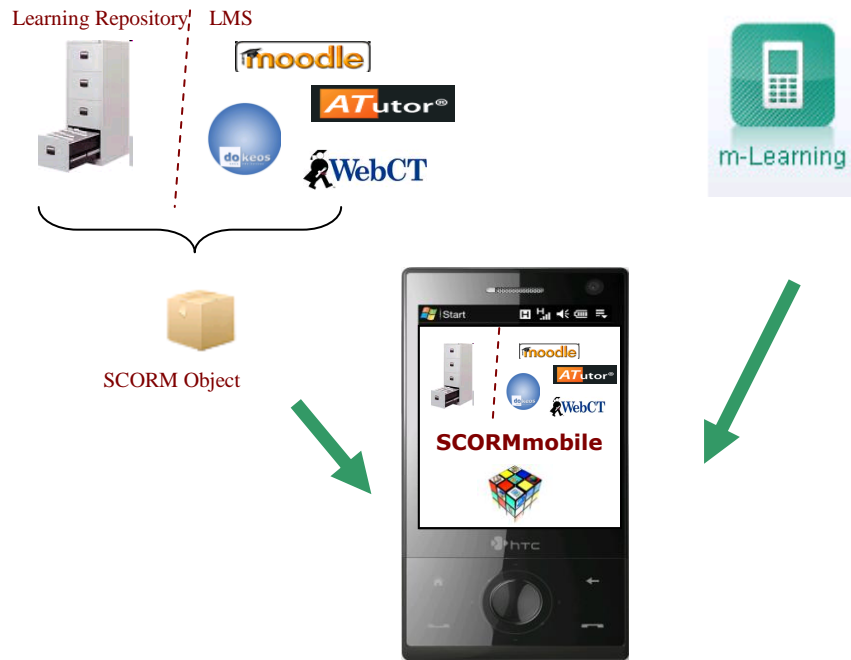 Learning Repository LMS
moodle
ATutor®
dokeos
WebCT
m-Learning
SCORM Object
Start
H H
moodle
ATutor®
dokeos
WebCT
SCORMmobile
hTC